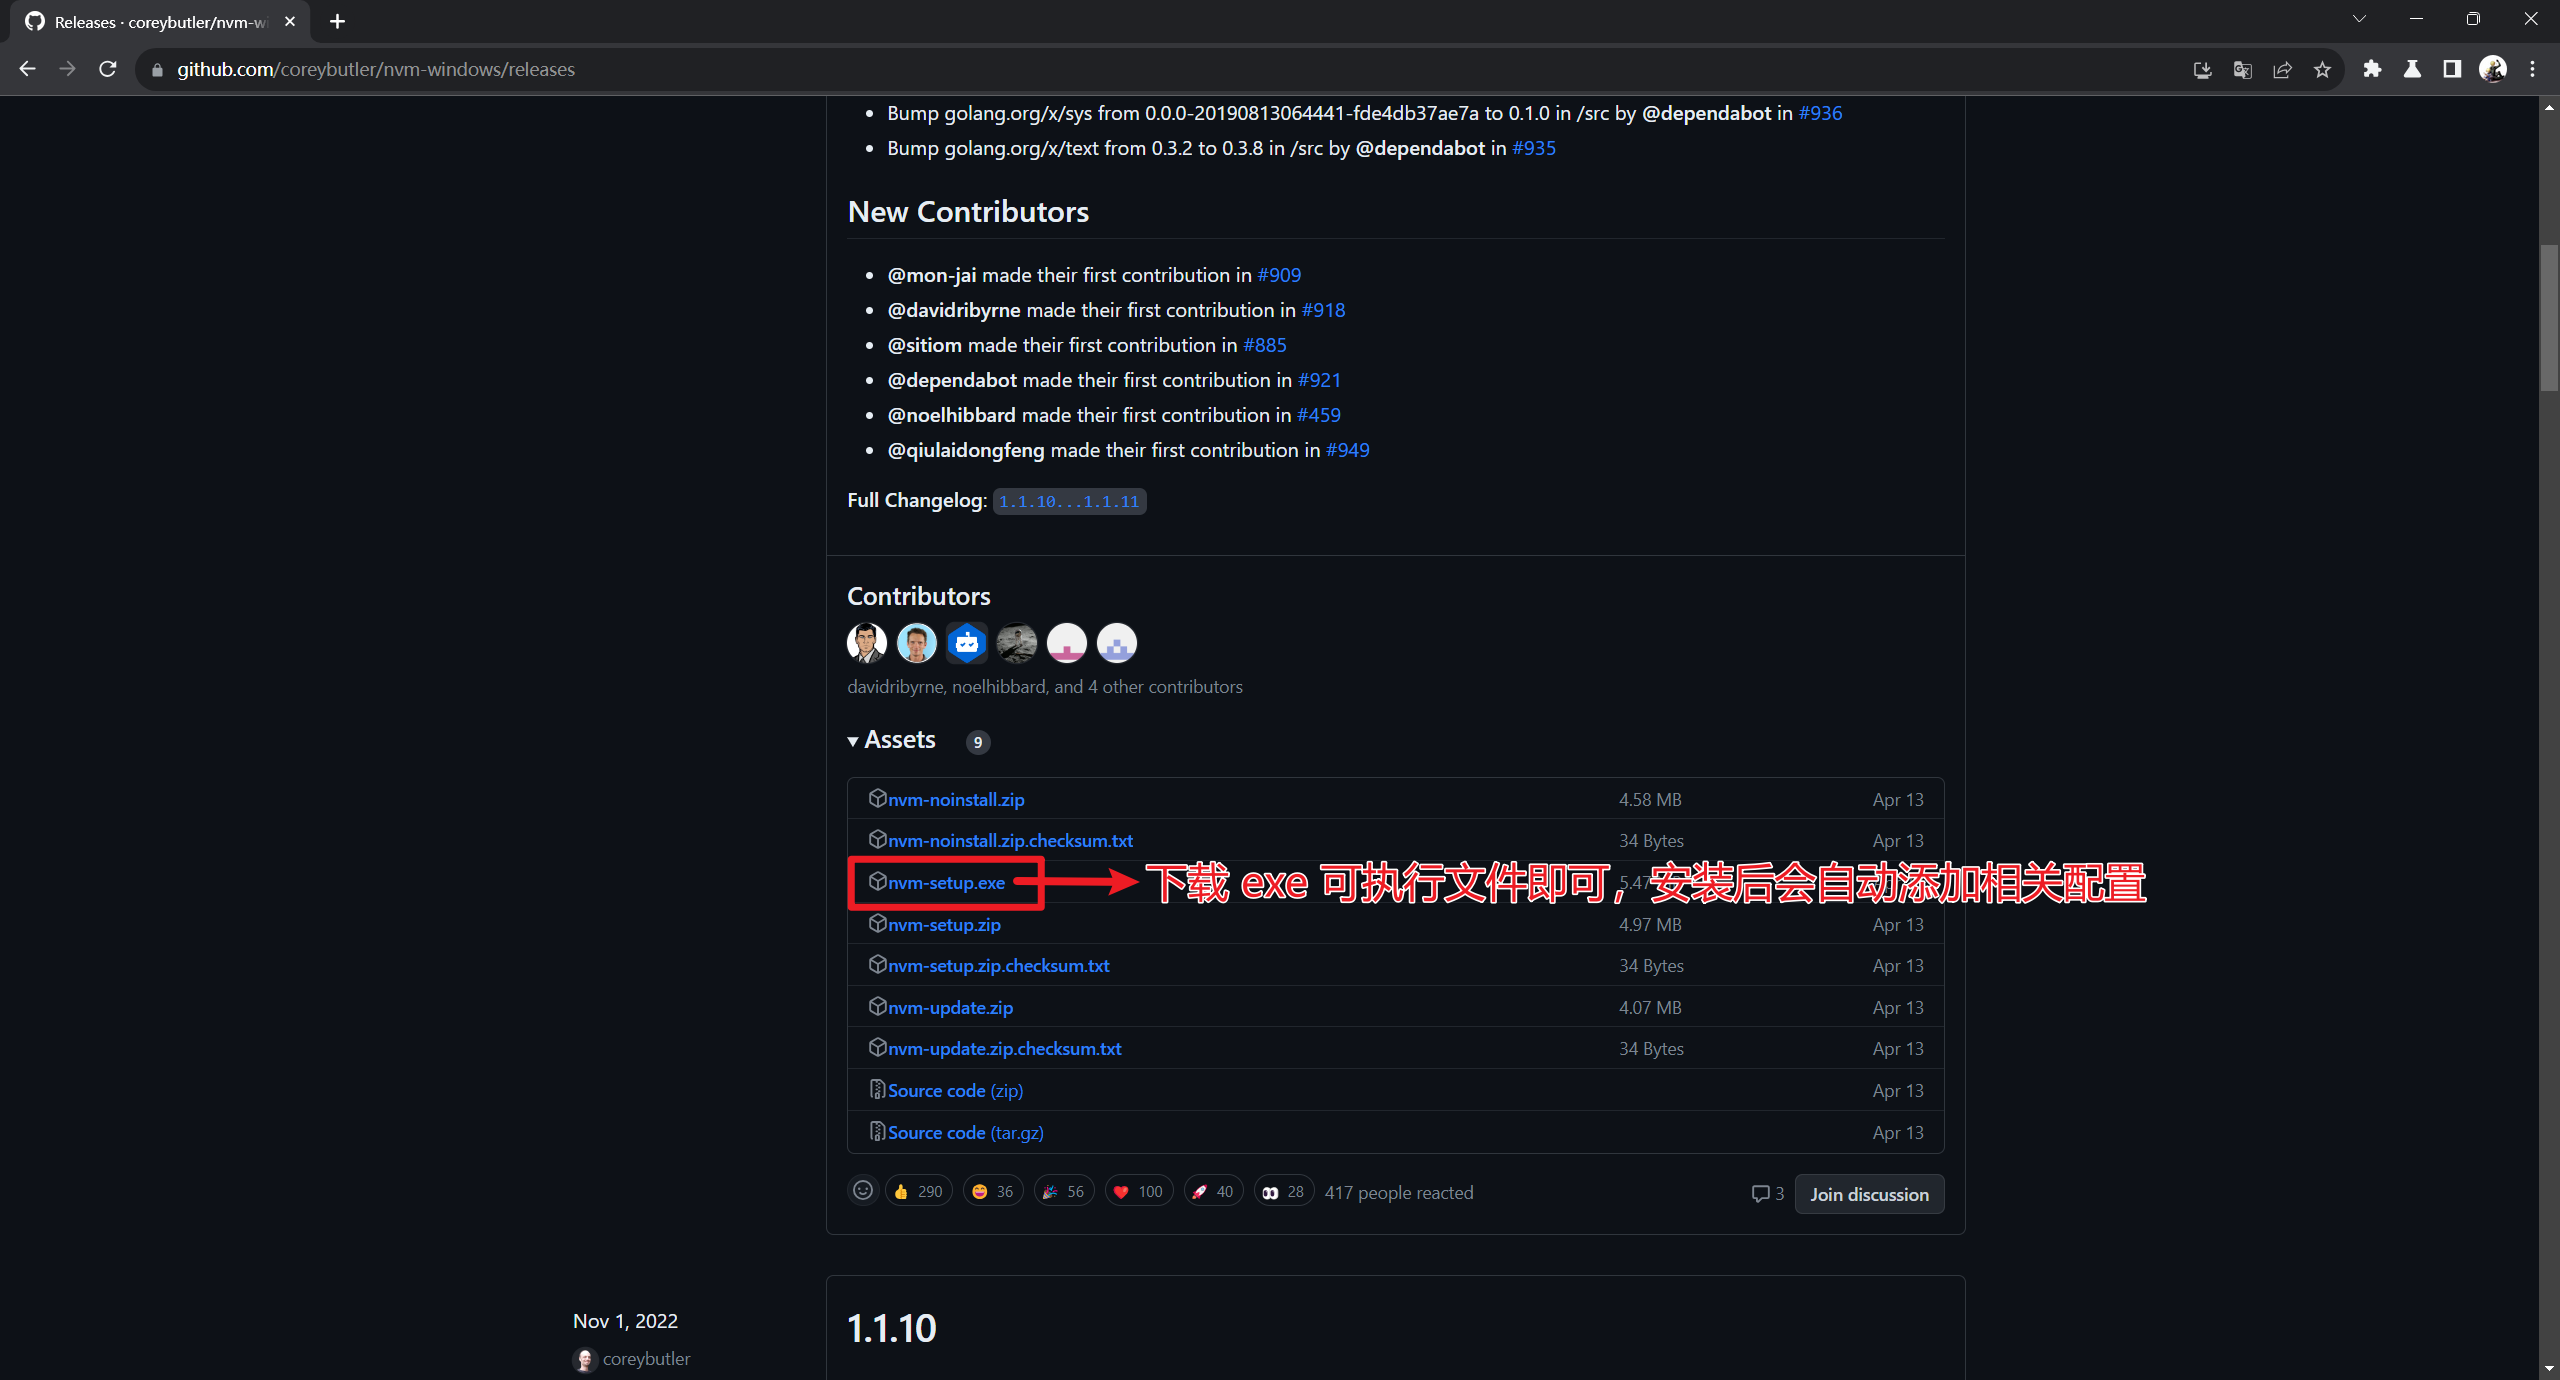 Releases · coreybutler/nvm-wi
github.com/coreybutler/nvm-windows/releases
Bump golang.org/x/sys from 0.0.0-20190813064441-fde4db37ae7a to 0.1.0 in /src by @dependabot in #936
Bump golang.org/x/text from 0.3.2 to 0.3.8 in /src by @dependabot in #935
New Contributors
@mon-jai made their first contribution in #909
@davidribyrne made their first contribution in #918
@sitiom made their first contribution in #885
@dependabot made their first contribution in #921
@noelhibbard made their first contribution in #459
@qiulaidongfeng made their first contribution in #949
Full Changelog: 1.1.10...1.1.11
Contributors
davidribyrne, noelhibbard, and 4 other contributors
Assets 9
nvm-noinstall.zip 4.58 MB Apr 13
nvm-noinstall.zip.checksum.txt 34 Bytes Apr 13
nvm-setup.exe 下载 exe 可执行文件即可，安装后会自动添加相关配置 5.47
nvm-setup.zip 4.97 MB Apr 13
nvm-setup.zip.checksum.txt 34 Bytes Apr 13
nvm-update.zip 4.07 MB Apr 13
nvm-update.zip.checksum.txt 34 Bytes Apr 13
Source code (zip) Apr 13
Source code (tar.gz) Apr 13
👍 290 😄 36 🎉 56 ❤️ 100 🚀 40 👀 28 417 people reacted 3 Join discussion
Nov 1, 2022
coreybutler
1.1.10